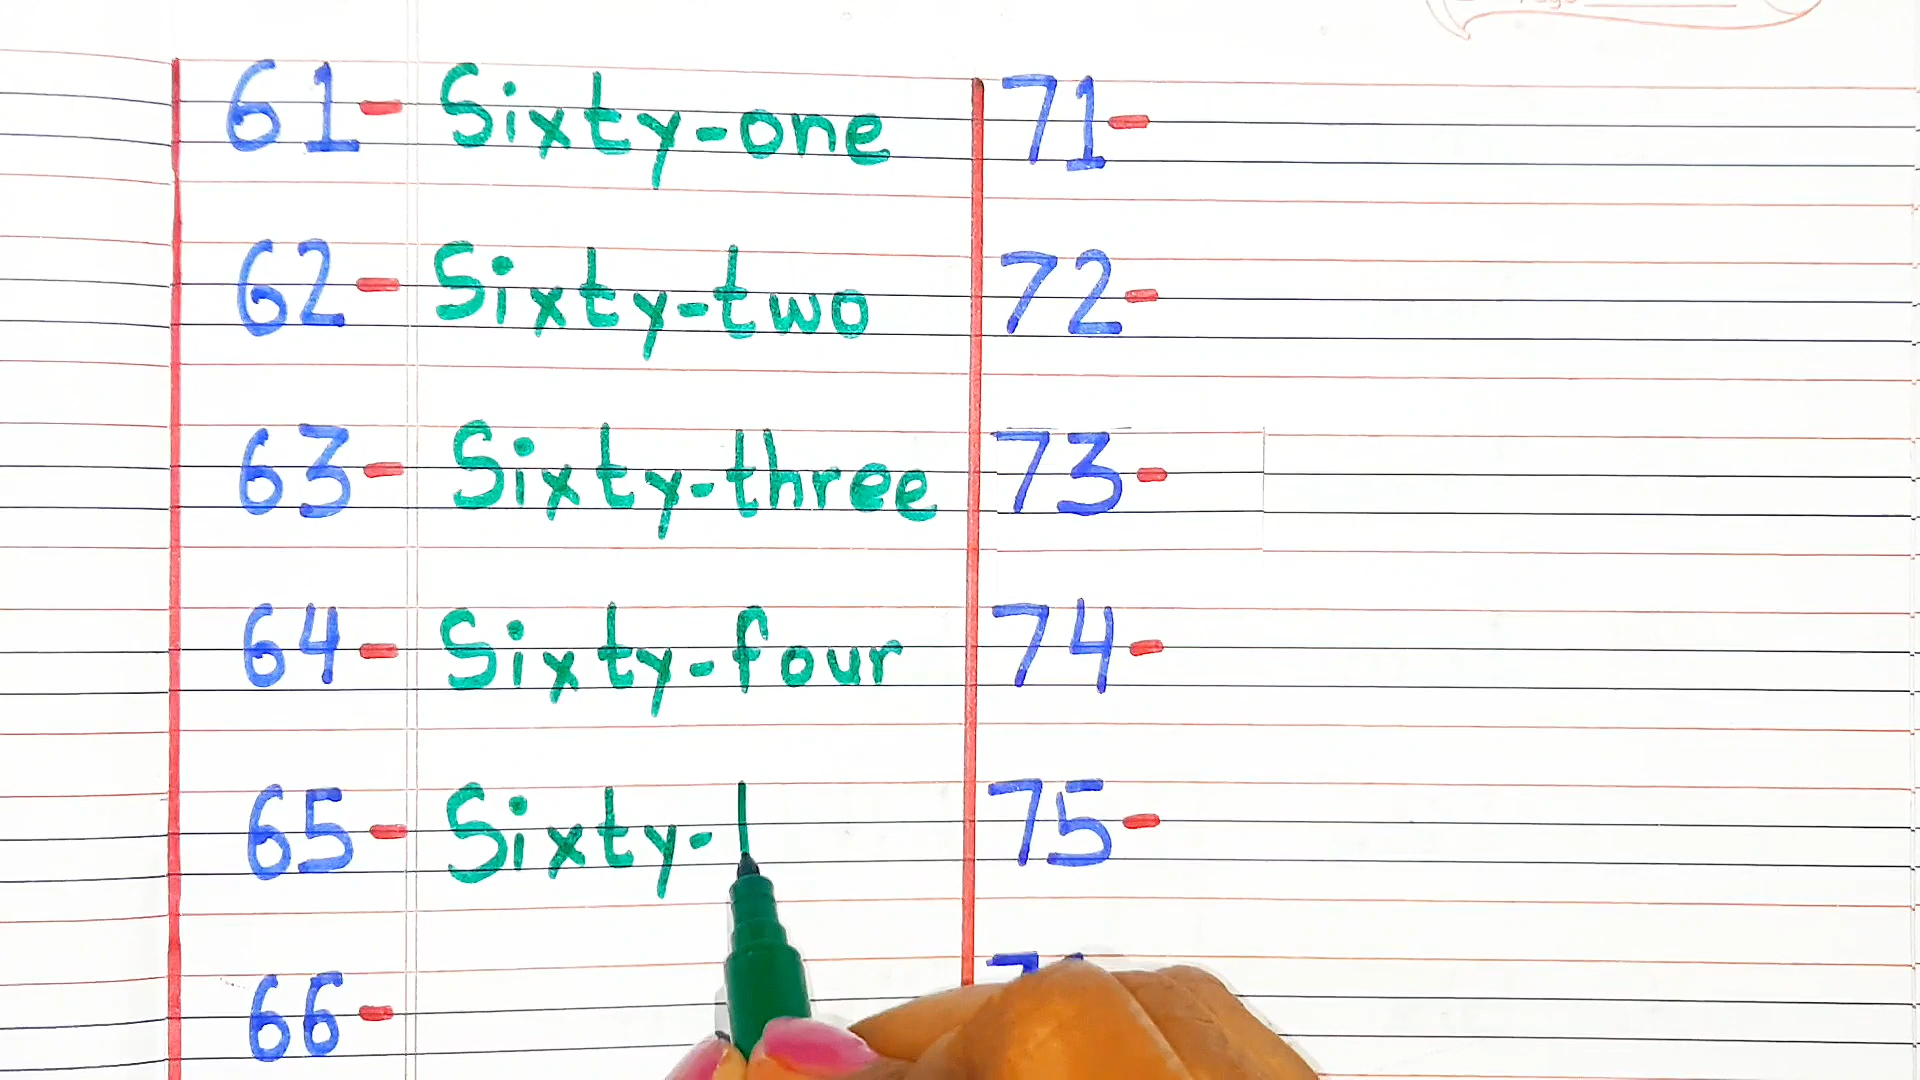 61- Sixty-one
62- Sixty-two
63- Sixty-three
64- Sixty-four
65- Sixty-
66-
71-
72-
73-
74-
75-